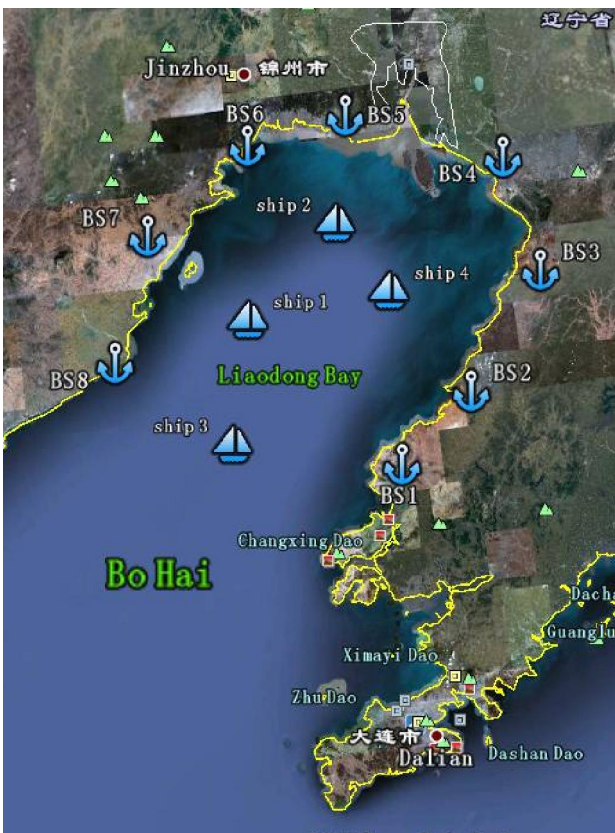 辽宁省
Jinzhou 锦州市
BS6
BS5
BS4
BS7
ship 2
BS3
ship 4
ship 1
BS8
Liaodong Bay
BS2
ship 3
BS1
Changxing Dao
Bo Hai
Dacha
Guanglu
Ximayi Dao
Zhu Dao
大连市
Dalian
Dashan Dao